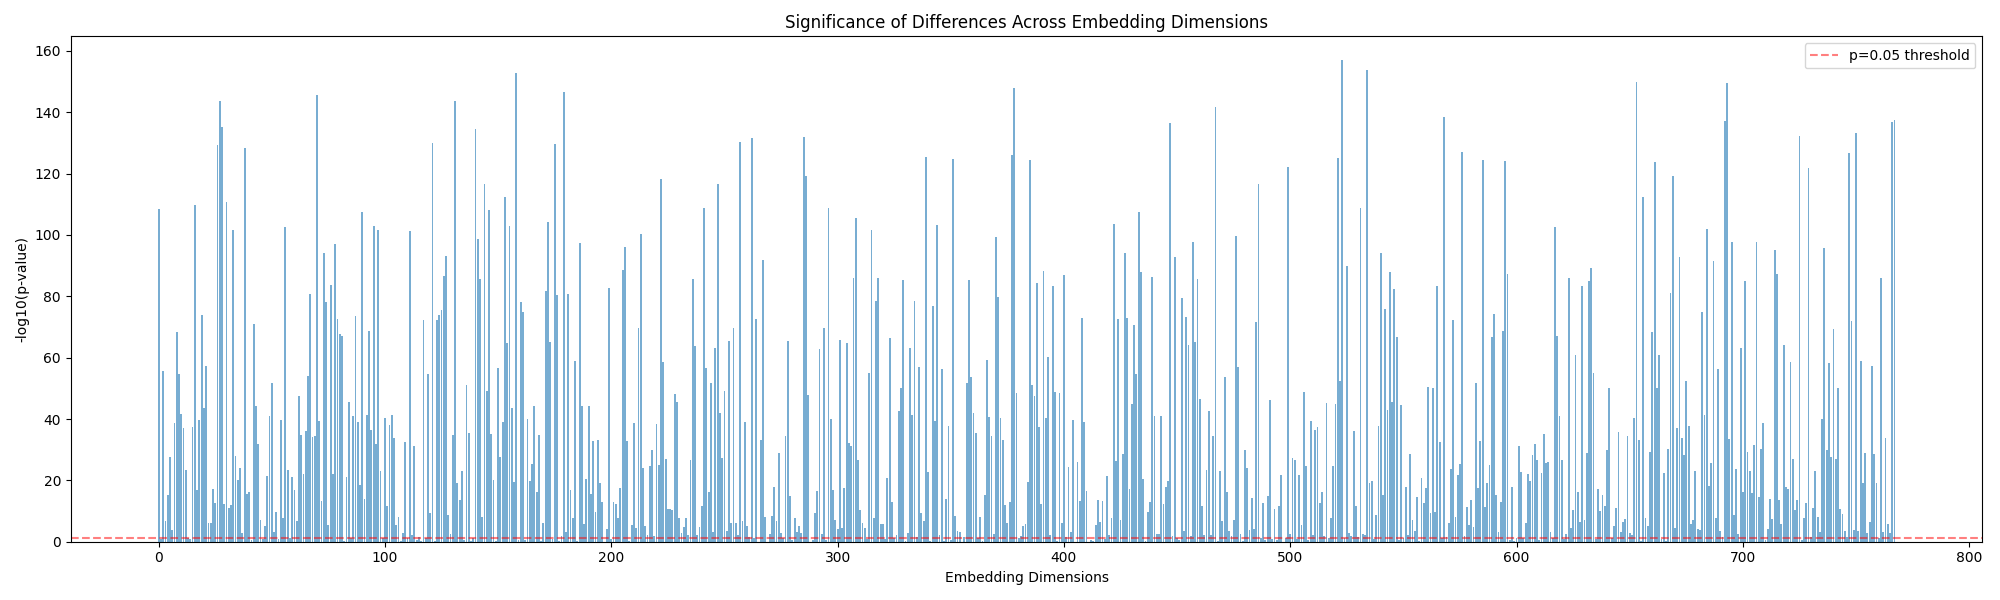 Significance of Differences Across Embedding Dimensions
p=0.05 threshold
-log10(p-value)
160
140
120
100
80
60
40
20
0
0 100 200 300 400 500 600 700 800
Embedding Dimensions